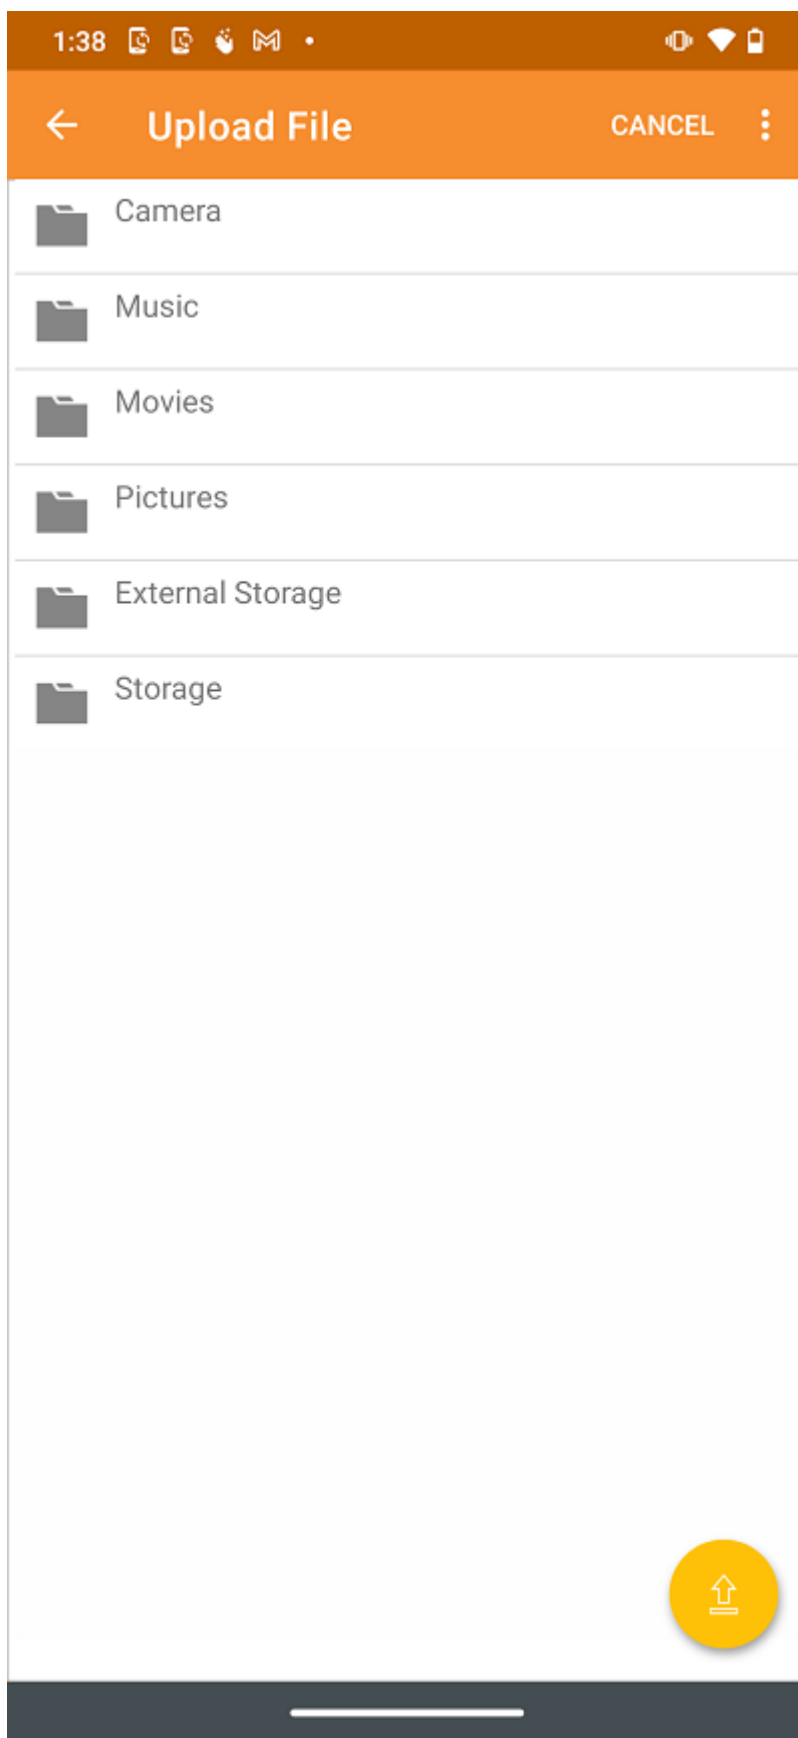 1:38
Upload File CANCEL
Camera
Music
Movies
Pictures
External Storage
Storage